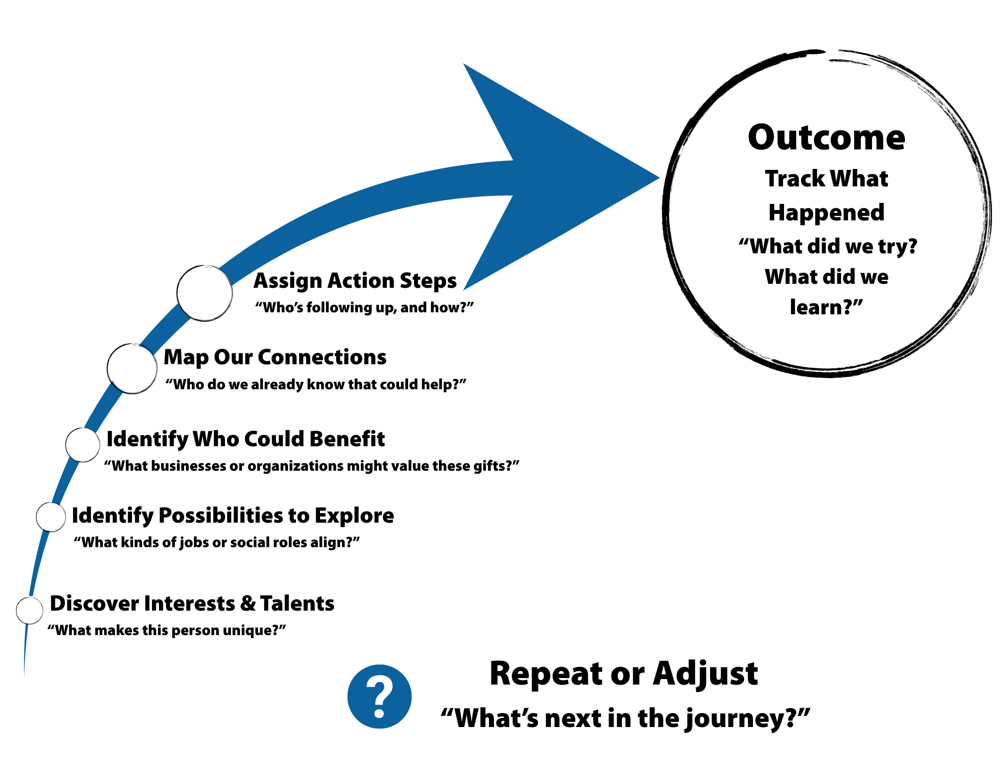 Outcome
Track What
Happened
“What did we try?
What did we
learn?”
Assign Action Steps
“Who’s following up, and how?”
Map Our Connections
“Who do we already know that could help?”
Identify Who Could Benefit
“What businesses or organizations might value these gifts?”
Identify Possibilities to Explore
“What kinds of jobs or social roles align?”
Discover Interests & Talents
“What makes this person unique?”
?
Repeat or Adjust
“What’s next in the journey?”